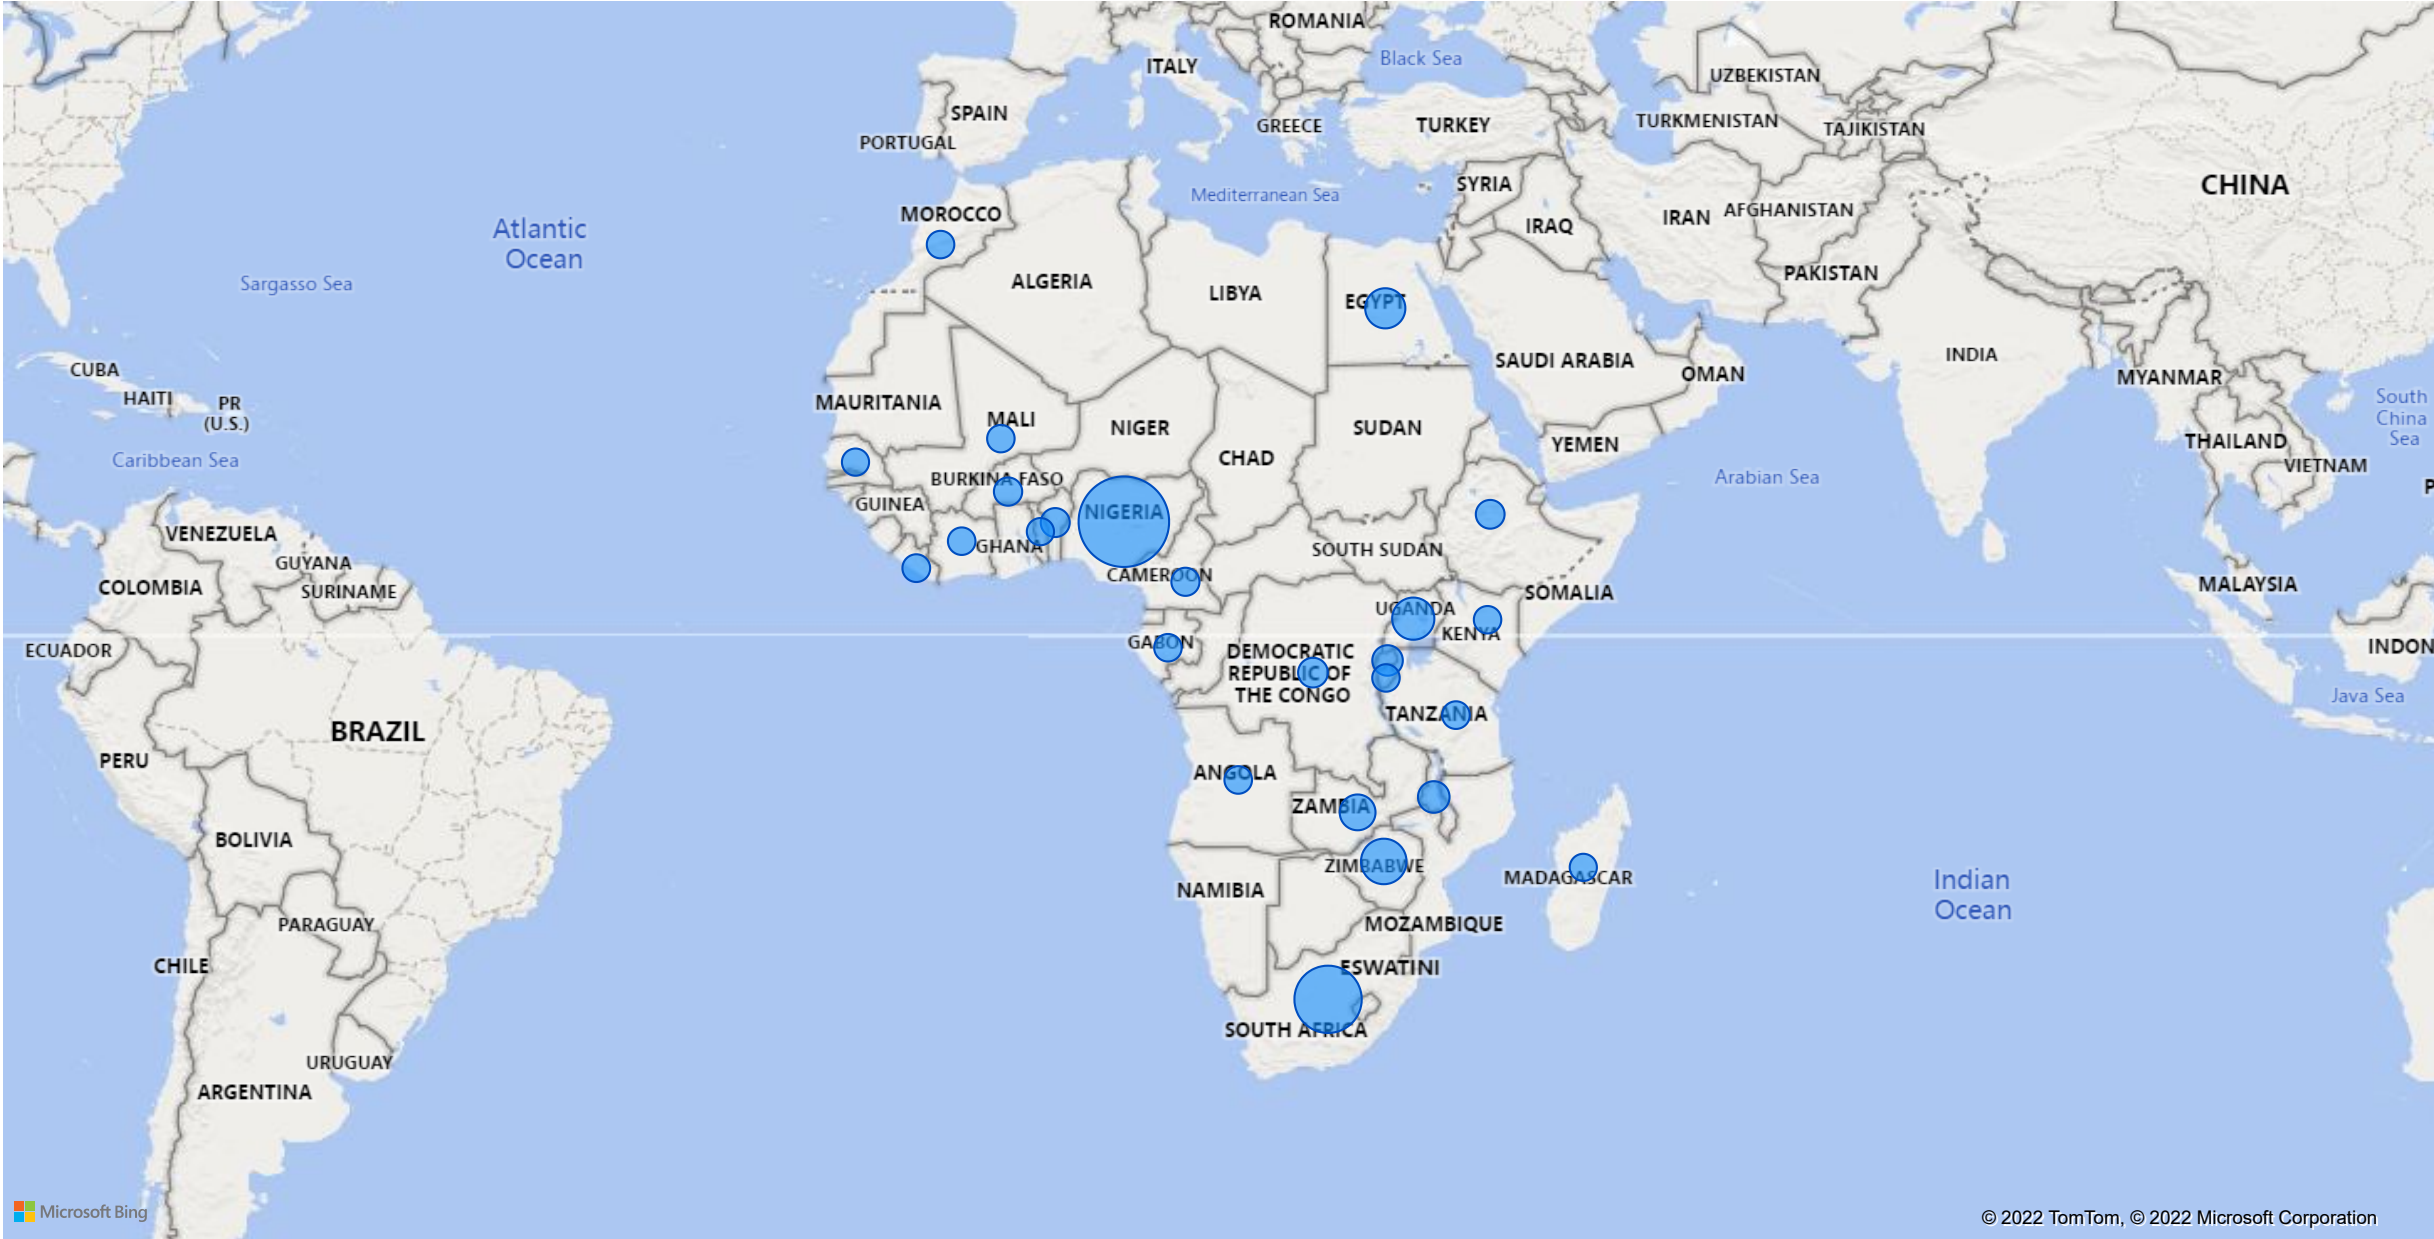 ROMANIA
Black Sea
ITALY
UZBEKISTAN
SPAIN
TURKMENISTAN
GREECE
TURKEY
TAJIKISTAN
PORTUGAL
SYRIA
CHINA
Mediterranean Sea
MOROCCO
IRAN
AFGHANISTAN
IRAQ
Atlantic
Ocean
PAKISTAN
ALGERIA
LIBYA
EGYPT
Sargasso Sea
INDIA
SAUDI ARABIA
CUBA
OMAN
MYANMAR
HAITI
PR
(U.S.)
MAURITANIA
South
China
Sea
MALI
NIGER
SUDAN
YEMEN
THAILAND
Caribbean Sea
CHAD
VIETNAM
BURKINA FASO
Arabian Sea
P
GUINEA
NIGERIA
VENEZUELA
GHANA
SOUTH SUDAN
GUYANA
CAMEROON
COLOMBIA
SURINAME
SOMALIA
MALAYSIA
UGANDA
KENYA
GABON
ECUADOR
DEMOCRATIC
REPUBLIC OF
THE CONGO
INDON
Java Sea
TANZANIA
BRAZIL
PERU
ANGOLA
ZAMBIA
BOLIVIA
ZIMBABWE
MADAGASCAR
NAMIBIA
Indian
Ocean
PARAGUAY
MOZAMBIQUE
CHILE
ESWATINI
SOUTH AFRICA
URUGUAY
ARGENTINA
Microsoft Bing
© 2022 TomTom, © 2022 Microsoft Corporation